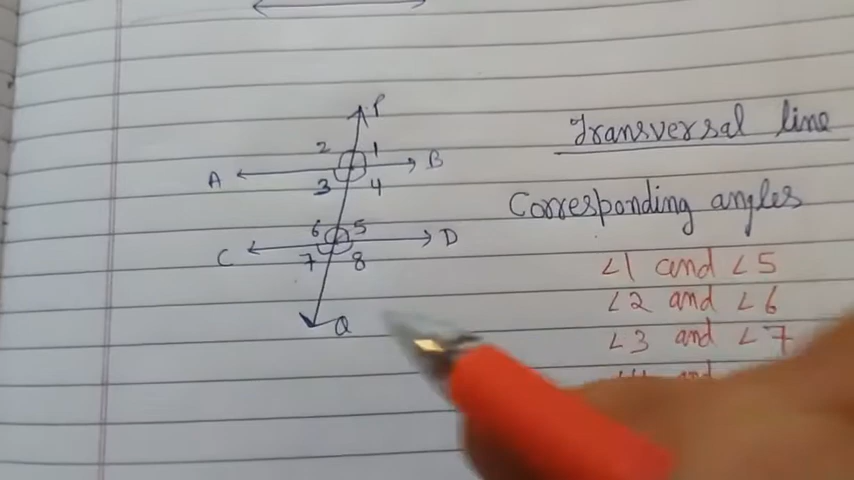 P
2 1
A B
3 4
6 5
C D
7 8
Q
Transversal line
Corresponding angles
∠1 and ∠5
∠2 and ∠6
∠3 and ∠7